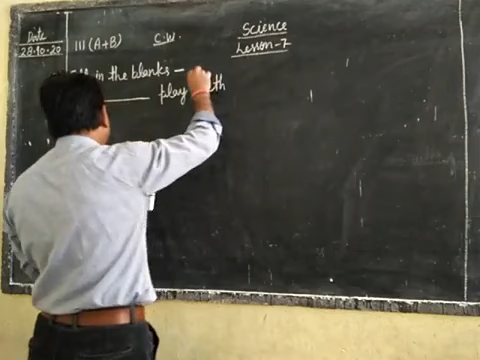 Date
28.10.20
III (A+B)
C.W.
Science
Lesson-7
in the blanks –
play